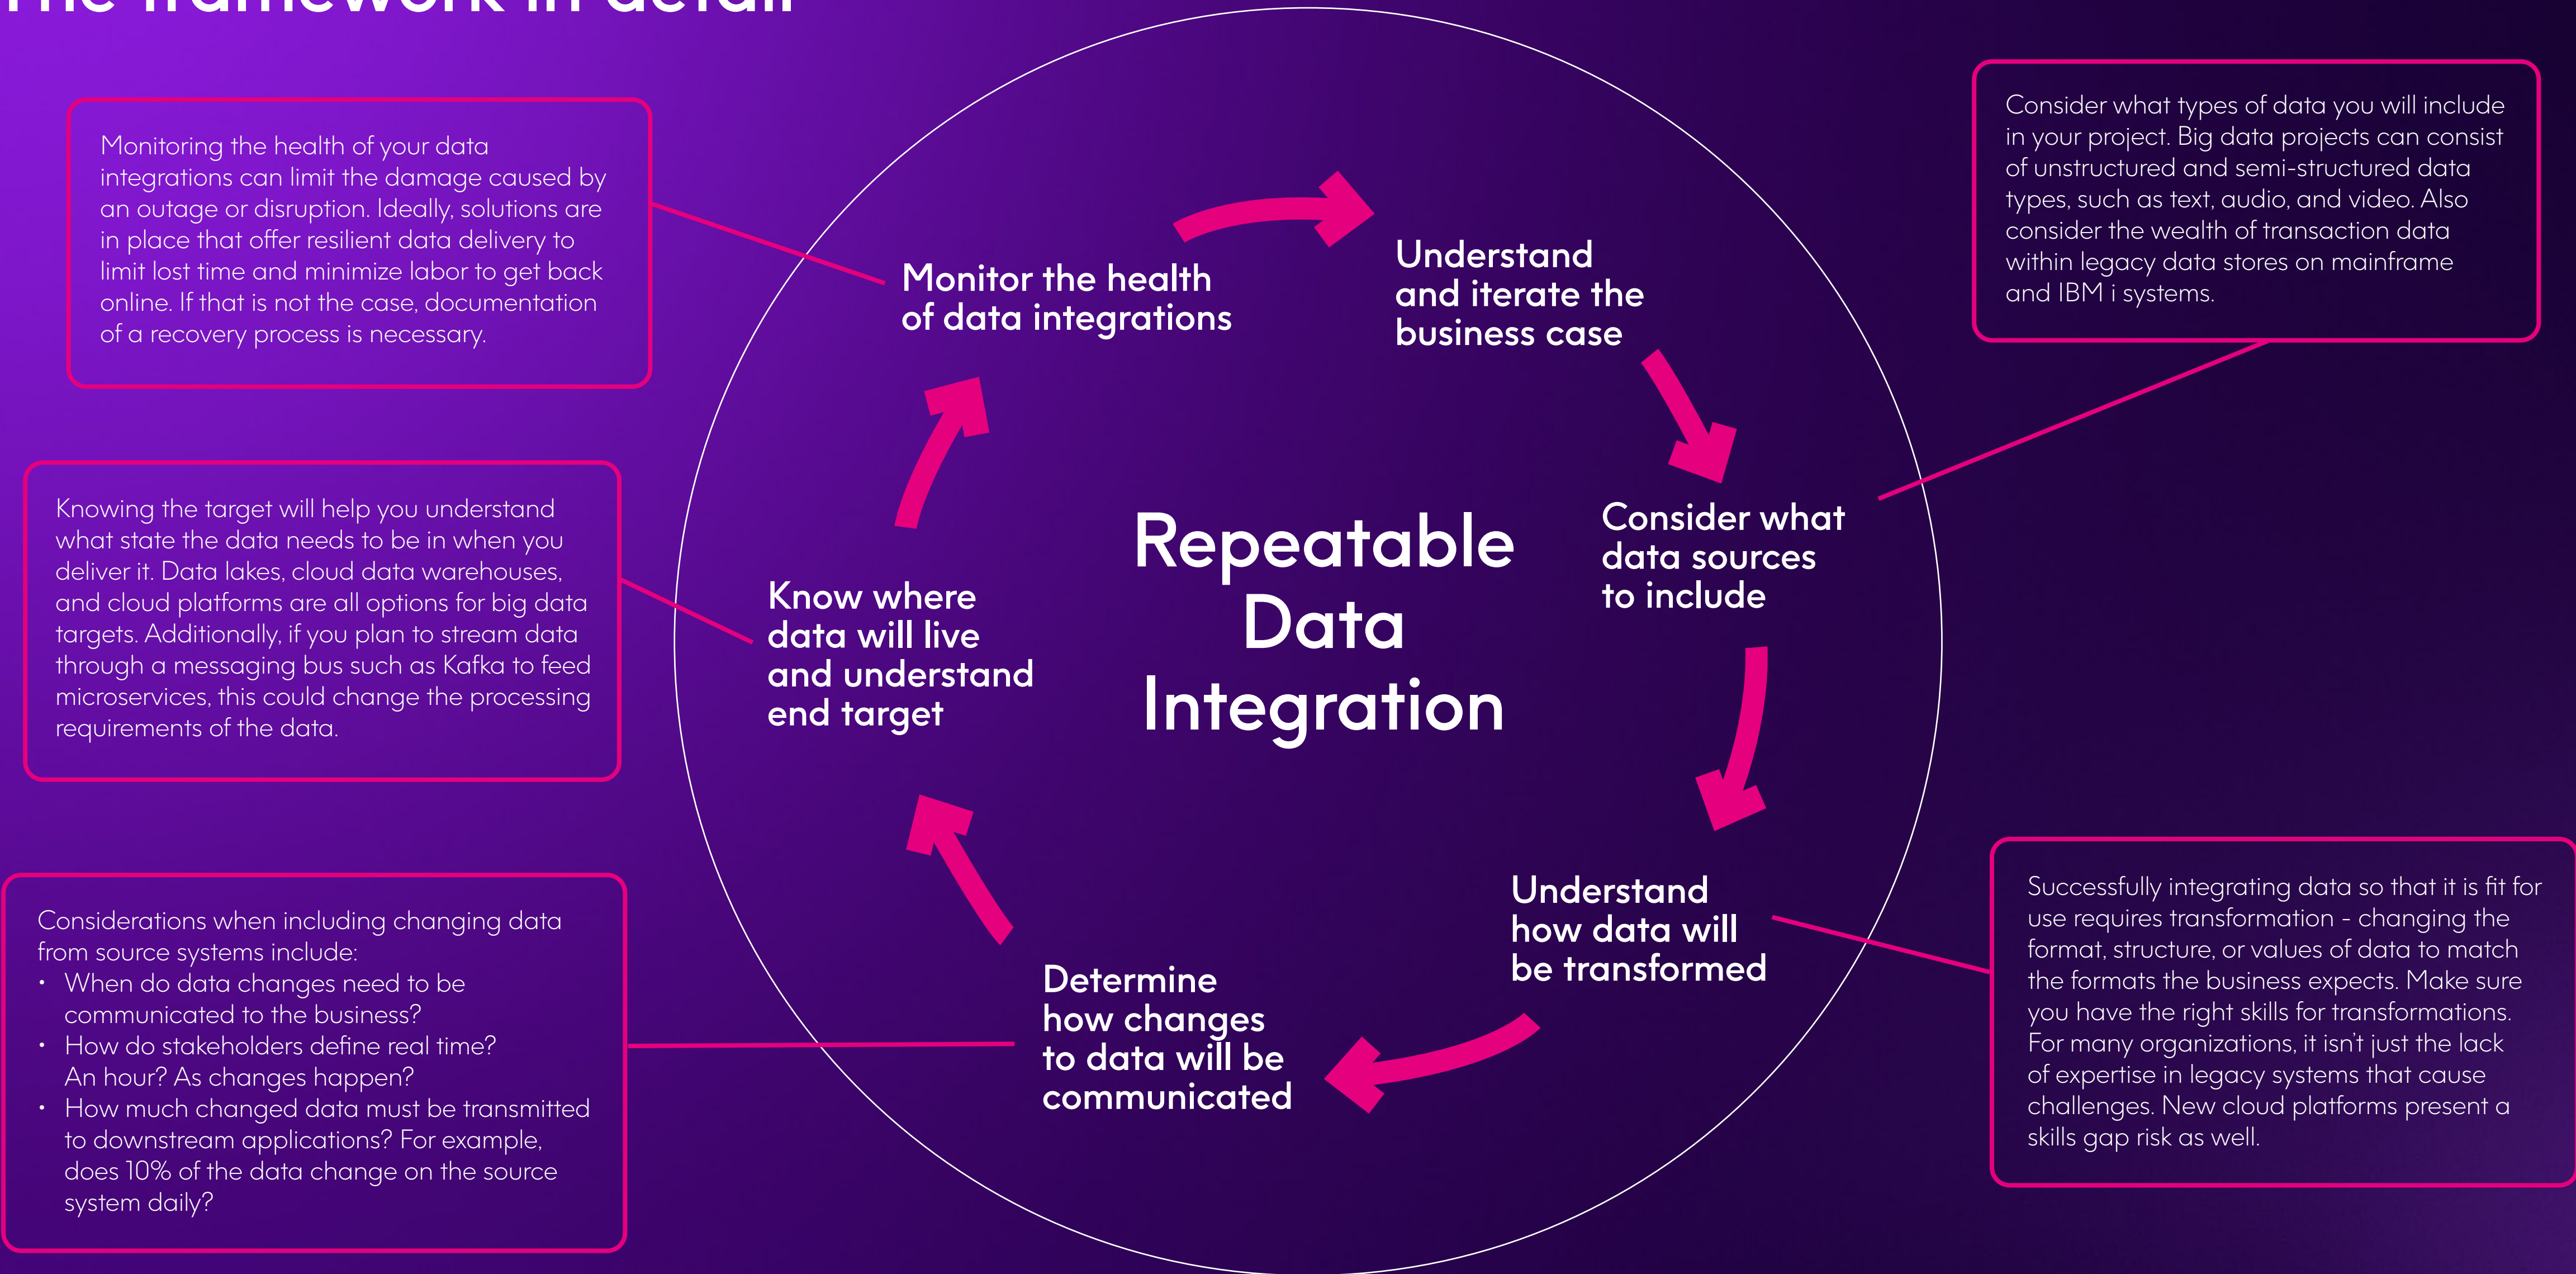 The framework in detail
Monitoring the health of your data
integrations can limit the damage caused by
an outage or disruption. Ideally, solutions are
in place that offer resilient data delivery to
limit lost time and minimize labor to get back
online. If that is not the case, documentation
of a recovery process is necessary.
Knowing the target will help you understand
what state the data needs to be in when you
deliver it. Data lakes, cloud data warehouses,
and cloud platforms are all options for big data
targets. Additionally, if you plan to stream data
through a messaging bus such as Kafka to feed
microservices, this could change the processing
requirements of the data.
Considerations when including changing data
from source systems include:
• When do data changes need to be
communicated to the business?
• How do stakeholders define real time?
An hour? As changes happen?
• How much changed data must be transmitted
to downstream applications? For example,
does 10% of the data change on the source
system daily?
Monitor the health
of data integrations
Understand
and iterate the
business case
Consider what
data sources
to include
Understand
how data will
be transformed
Determine
how changes
to data will be
communicated
Know where
data will live
and understand
end target
Repeatable
Data
Integration
Consider what types of data you will include
in your project. Big data projects can consist
of unstructured and semi-structured data
types, such as text, audio, and video. Also
consider the wealth of transaction data
within legacy data stores on mainframe
and IBM i systems.
Successfully integrating data so that it is fit for
use requires transformation - changing the
format, structure, or values of data to match
the formats the business expects. Make sure
you have the right skills for transformations.
For many organizations, it isn't just the lack
of expertise in legacy systems that cause
challenges. New cloud platforms present a
skills gap risk as well.